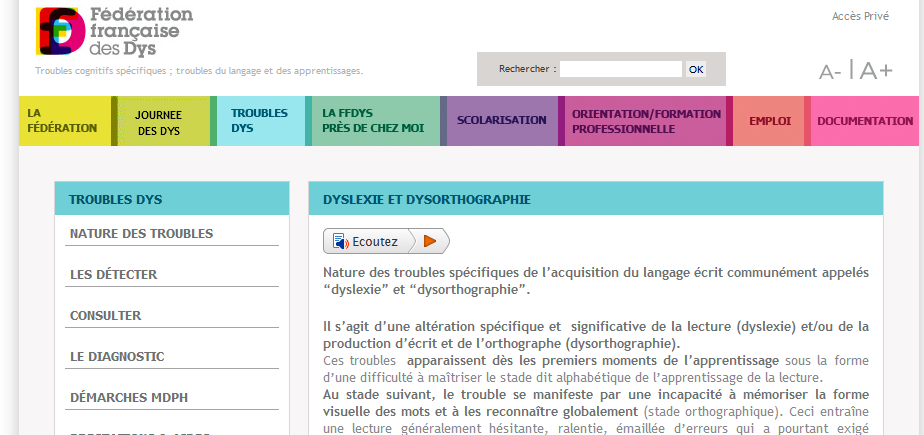 Fédération
française
des Dys
Accès Privé
Troubles cognitifs spécifiques ; troubles du langage et des apprentissages.
Rechercher : OK
A- | A+
LA FÉDÉRATION
JOURNEE DES DYS
TROUBLES DYS
LA FFDYS PRÈS DE CHEZ MOI
SCOLARISATION
ORIENTATION/FORMATION PROFESSIONNELLE
EMPLOI
DOCUMENTATION
TROUBLES DYS
NATURE DES TROUBLES
LES DÉTECTER
CONSULTER
LE DIAGNOSTIC
DÉMARCHES MDPH
DYSLEXIE ET DYSORTHOGRAPHIE
Ecoutez
Nature des troubles spécifiques de l’acquisition du langage écrit communément appelés
“dyslexie” et “dysorthographie”.
Il s’agit d’une altération spécifique et significative de la lecture (dyslexie) et/ou de la
production d’écrit et de l’orthographe (dysorthographie).
Ces troubles apparaissent dès les premiers moments de l’apprentissage sous la forme
d’une difficulté à maîtriser le stade dit alphabétique de l’apprentissage de la lecture.
Au stade suivant, le trouble se manifeste par une incapacité à mémoriser la forme
visuelle des mots et à les reconnaître globalement (stade orthographique). Ceci entraîne
une lecture généralement hésitante, ralentie, émaillée d’erreurs qui a pourtant exigé